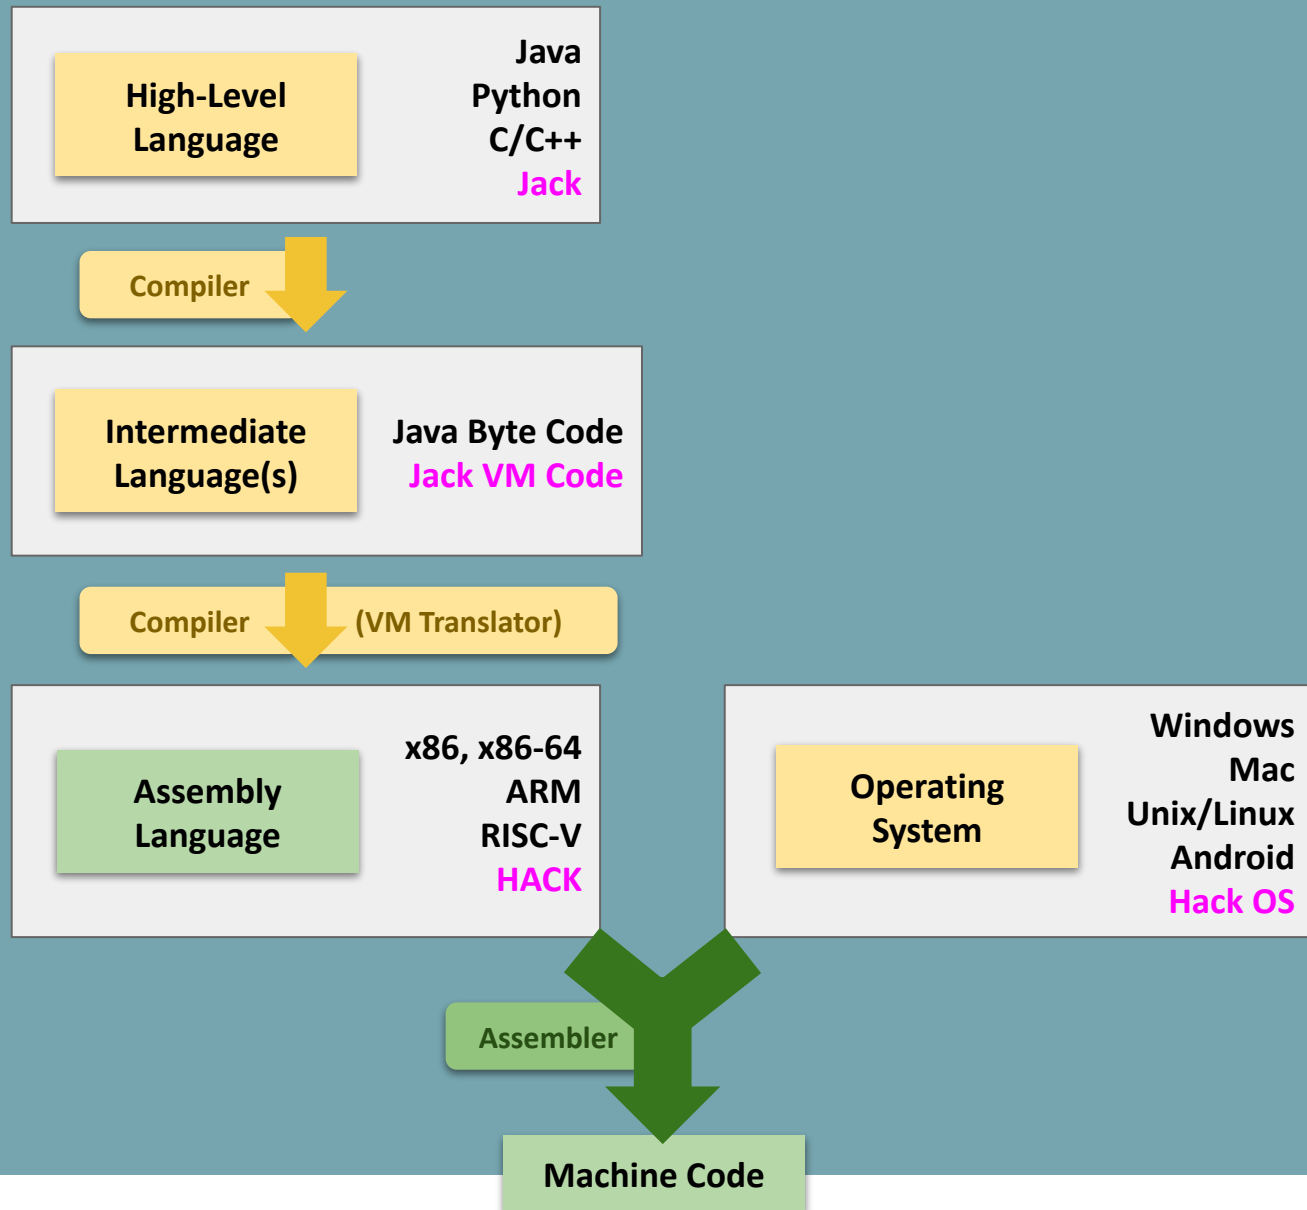 High-Level
Language
Java
Python
C/C++
Jack
Compiler
Intermediate
Language(s)
Java Byte Code
Jack VM Code
Compiler
(VM Translator)
Assembly
Language
x86, x86-64
ARM
RISC-V
HACK
Operating
System
Windows
Mac
Unix/Linux
Android
Hack OS
Assembler
Machine Code